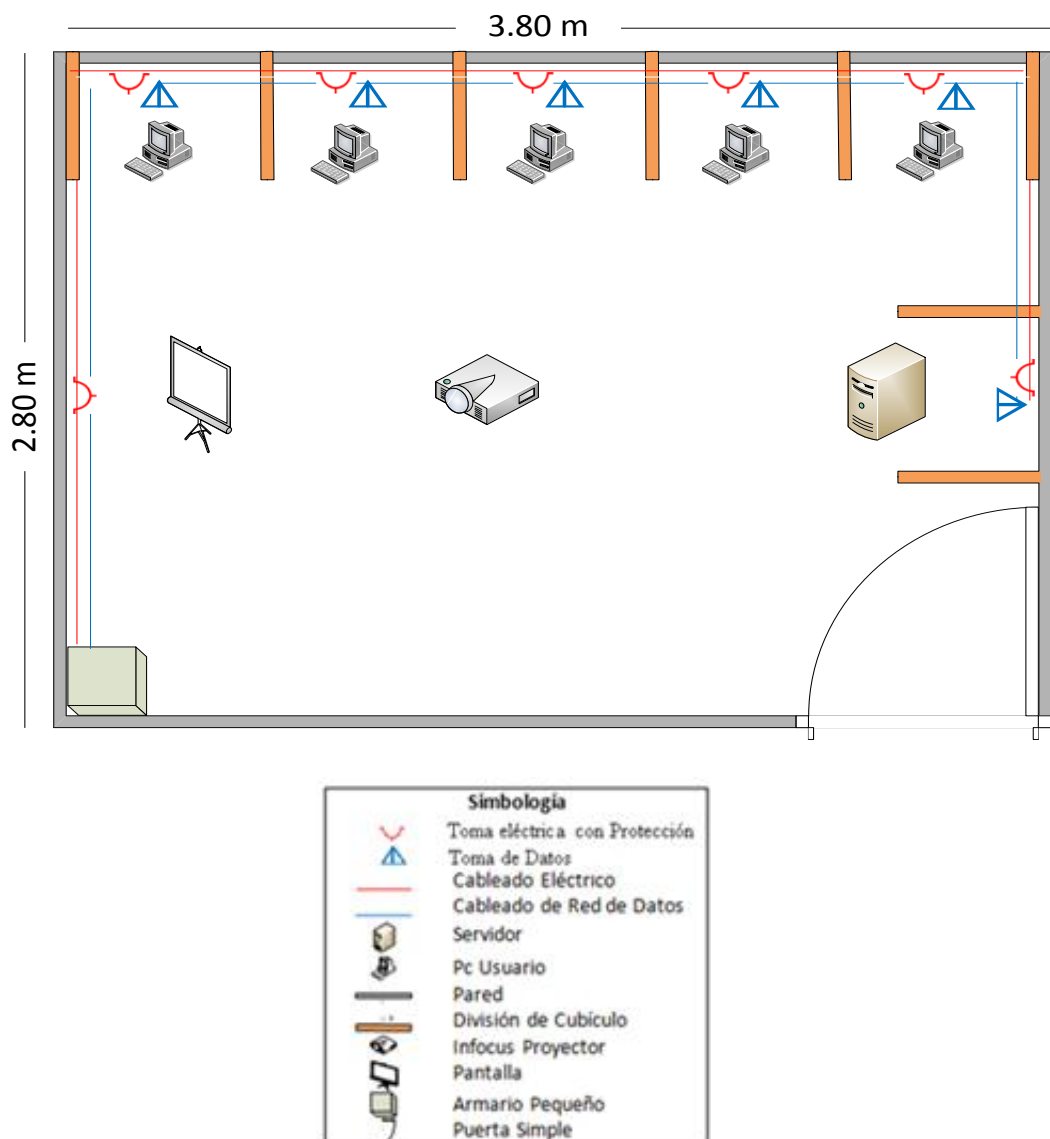 3.80 m
2.80 m
Simbología
Toma eléctrica con Protección
Toma de Datos
Cableado Eléctrico
Cableado de Red de Datos
Servidor
Pc Usuario
Pared
División de Cubículo
Infocus Proyector
Pantalla
Armario Pequeño
Puerta Simple